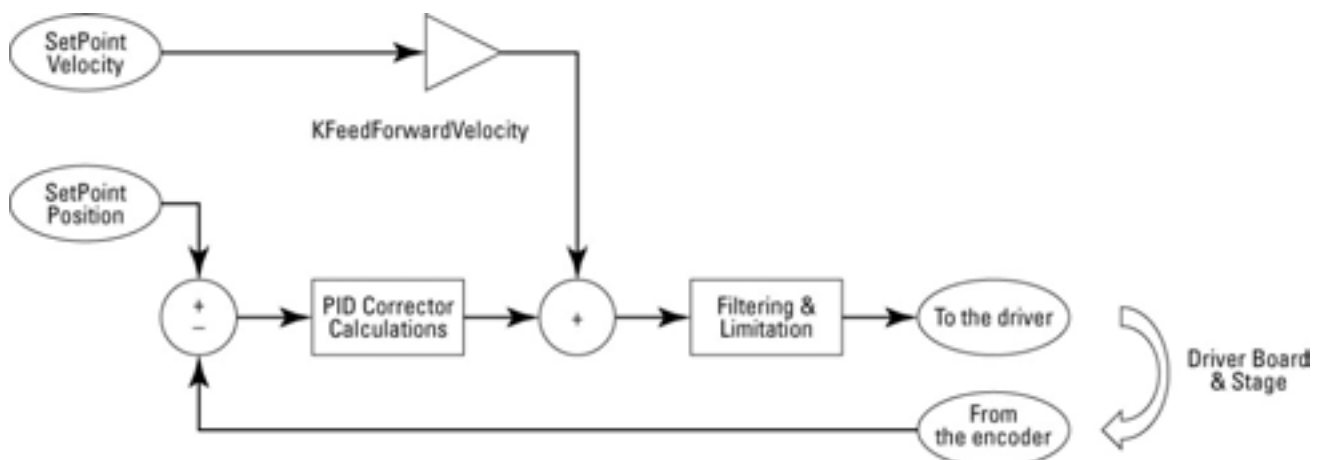 SetPoint
Velocity
KFeedForwardVelocity
SetPoint
Position
+
–
PID Corrector
Calculations
+
Filtering &
Limitation
To the driver
Driver Board
& Stage
From
the encoder